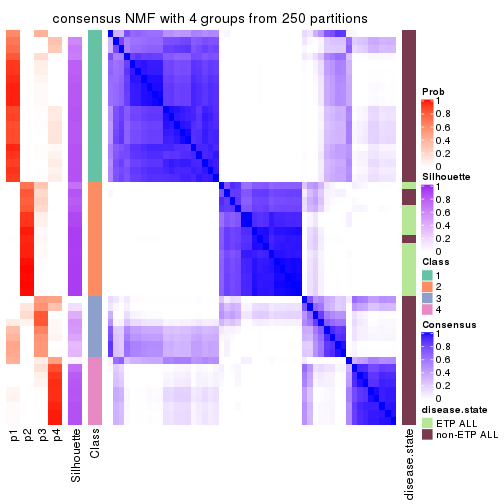 consensus NMF with 4 groups from 250 partitions
Prob
1
0.8
0.6
0.4
0.2
0
Silhouette
1
0.8
0.6
0.4
0.2
0
Class
1
2
3
4
Consensus
1
0.8
0.6
0.4
0.2
0
disease.state
ETP ALL
non-ETP ALL
p1
p2
p3
p4
Silhouette
Class
disease.state